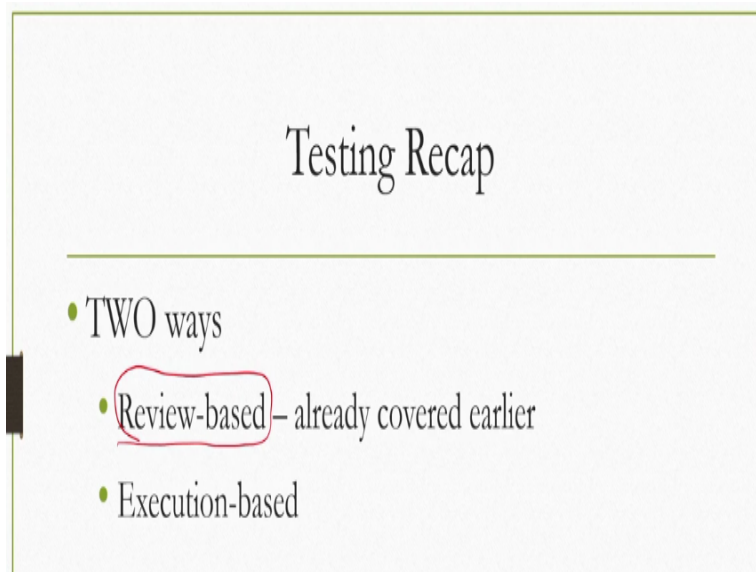 Testing Recap
• TWO ways
• Review-based – already covered earlier
• Execution-based